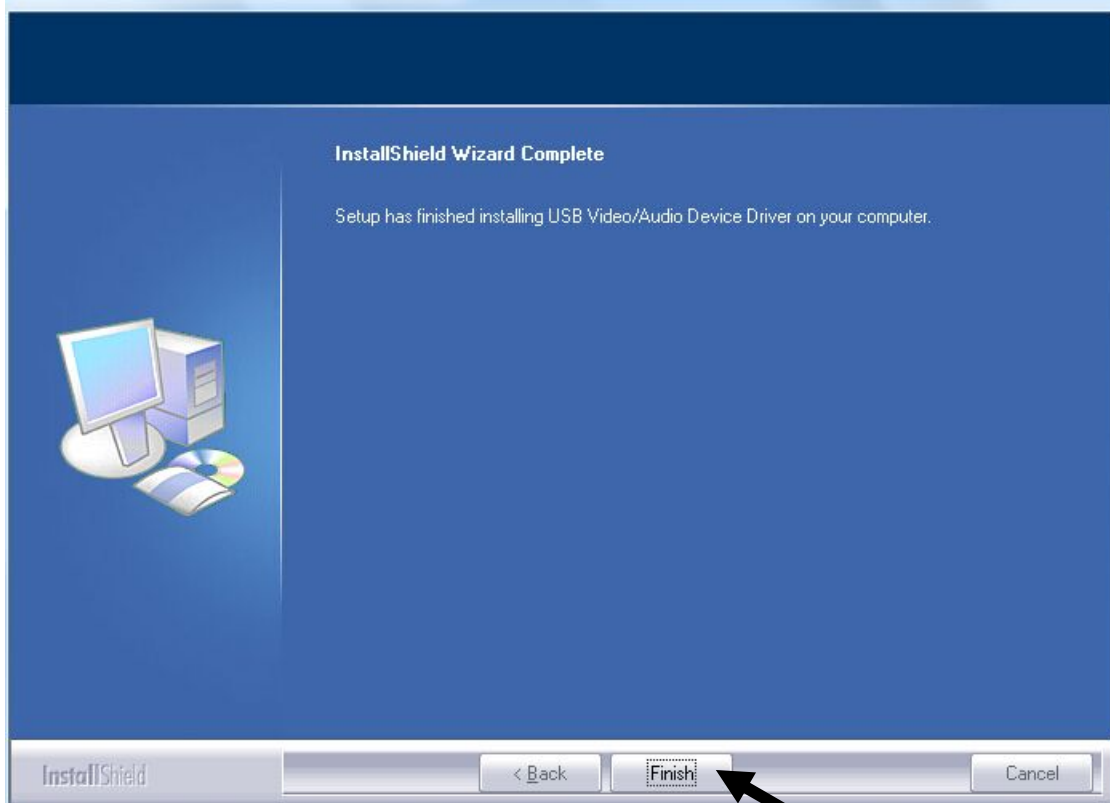 InstallShield Wizard Complete
Setup has finished installing USB Video/Audio Device Driver on your computer.
InstallShield
< Back
Finish
Cancel